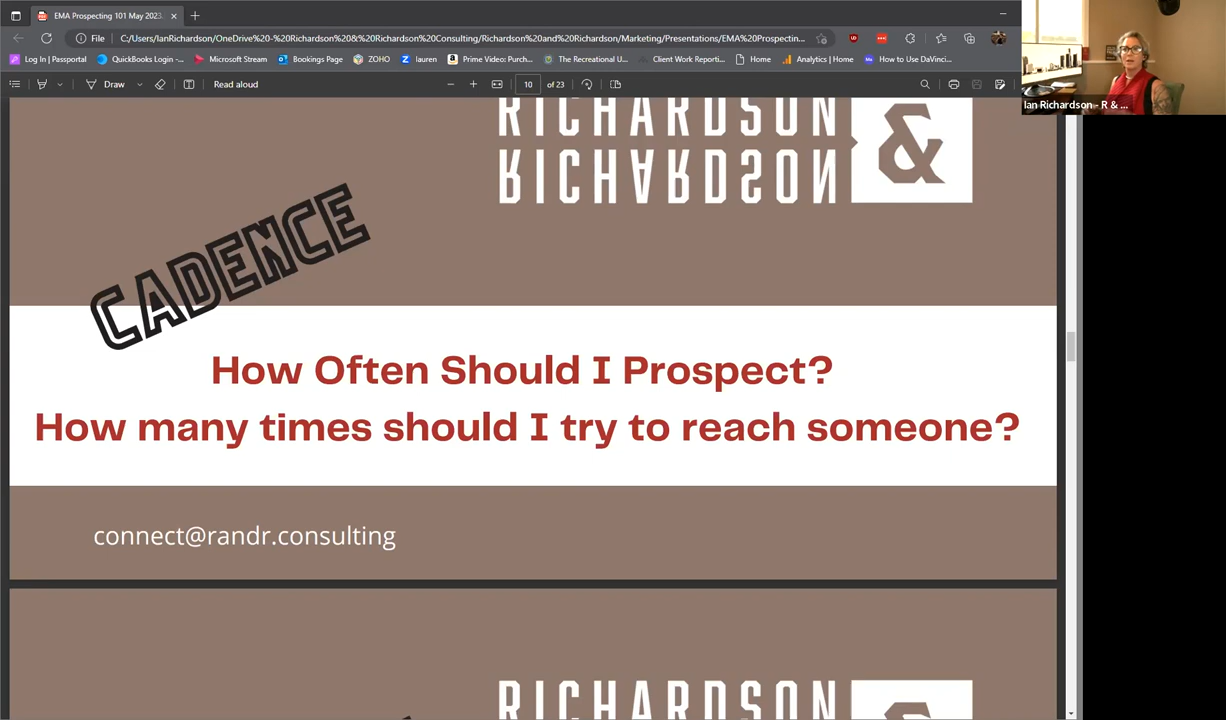 EMA Prospecting 101 May 2023.
File
C:/Users/IanRichardson/OneDrive%20-%20Richardson%20&%20Richardson%20Consulting/Richardson%20and%20Richardson/Marketing/Presentations/EMA%20Prospectin...
Log In | Passportal
QuickBooks Login -...
Microsoft Stream
Bookings Page
ZOHO
lauren
Prime Video: Purch...
The Recreational U...
Client Work Reporti...
Home
Analytics | Home
How to Use DaVinci...
Draw
Read aloud
10 of 23
Ian Richardson - R & ...
RICHARDSON
RICHARDSON
&
CADENCE
How Often Should I Prospect?
How many times should I try to reach someone?
connect@randr.consulting
RICHARDSON